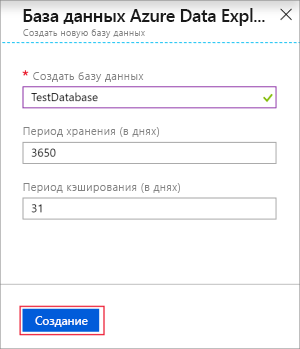 База данных Azure Data Expl...
Создать новую базу данных
* Создать базу данных
TestDatabase
Период хранения (в днях)
3650
Период кэширования (в днях)
31
Создание